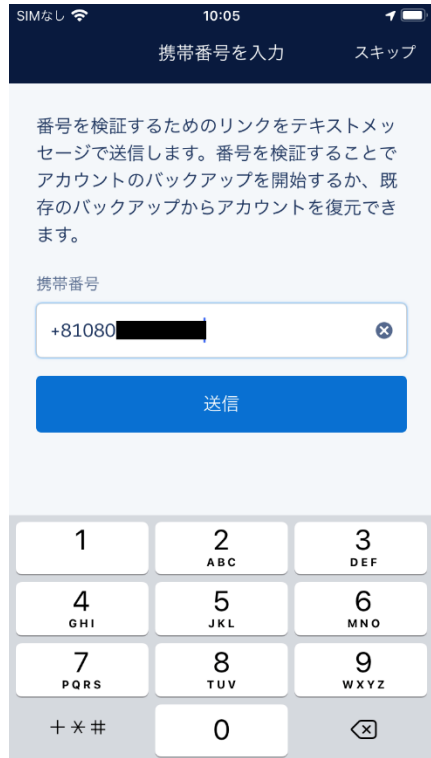 SIMなし 10:05
携帯番号を入力 スキップ
番号を検証するためのリンクをテキストメッ
セージで送信します。番号を検証することで
アカウントのバックアップを開始するか、既
存のバックアップからアカウントを復元でき
ます。
携帯番号
+81080
送信
1 2 3
ABC DEF
4 5 6
GHI JKL MNO
7 8 9
PQRS TUV WXYZ
+*# 0